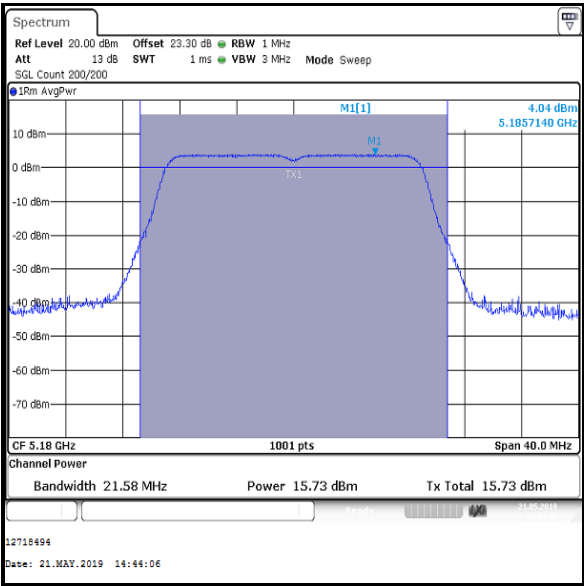 Spectrum
Ref Level 20.00 dBm Offset 23.30 dB RBW 1 MHz
Att 13 dB SWT 1 ms VBW 3 MHz Mode Sweep
SGL Count 200/200
1Rm AvgPwr
M1[1] 4.04 dBm
5.1857140 GHz
M1
10 dBm
0 dBm
TX1
-10 dBm
-20 dBm
-30 dBm
-40 dBm
-50 dBm
-60 dBm
-70 dBm
CF 5.18 GHz 1001 pts Span 40.0 MHz
Channel Power
Bandwidth 21.58 MHz Power 15.73 dBm Tx Total 15.73 dBm
Ready 21.05.2019
12718494
Date: 21.MAY.2019 14:44:06